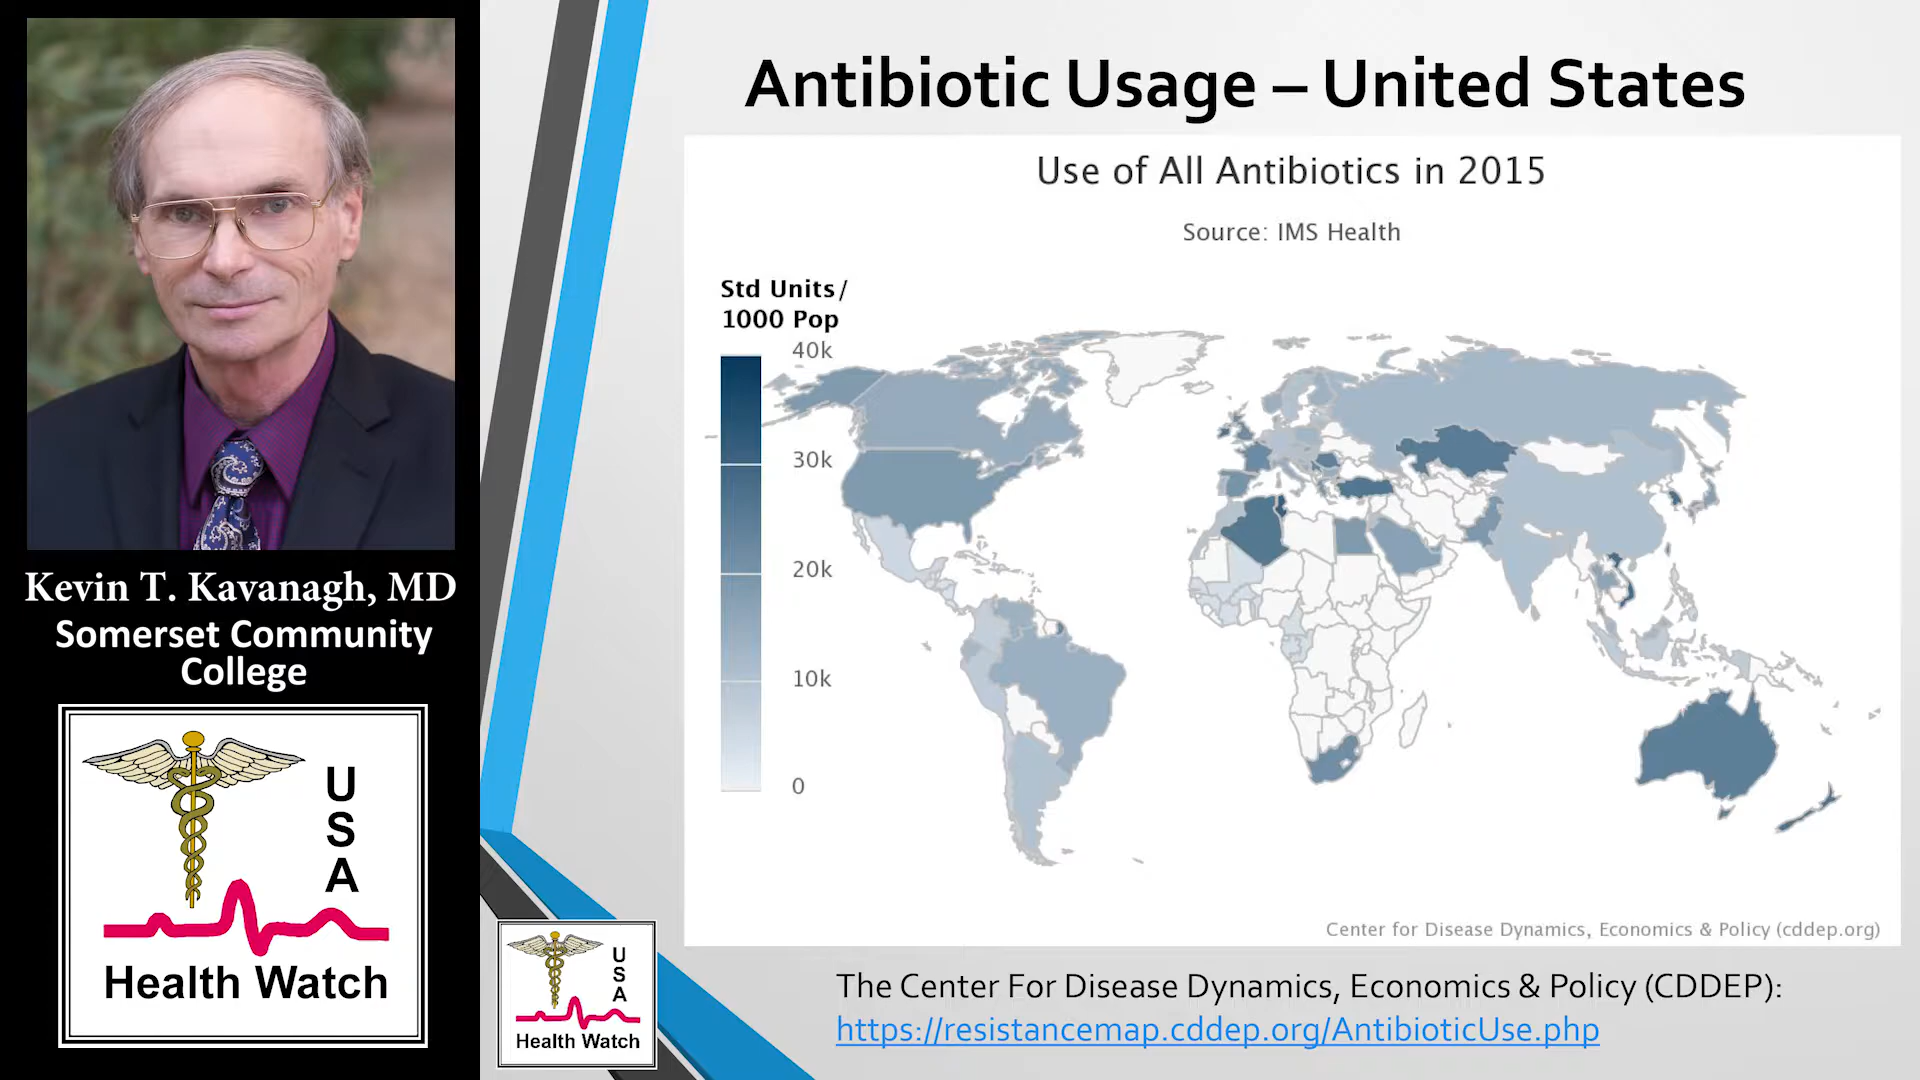 Kevin T. Kavanagh, MD
Somerset Community
College
USA
Health Watch
Antibiotic Usage – United States
Use of All Antibiotics in 2015
Source: IMS Health
Std Units/
1000 Pop
40k
30k
20k
10k
0
Center for Disease Dynamics, Economics & Policy (cddep.org)
USA
Health Watch
The Center For Disease Dynamics, Economics & Policy (CDDEP):
https://resistancemap.cddep.org/AntibioticUse.php